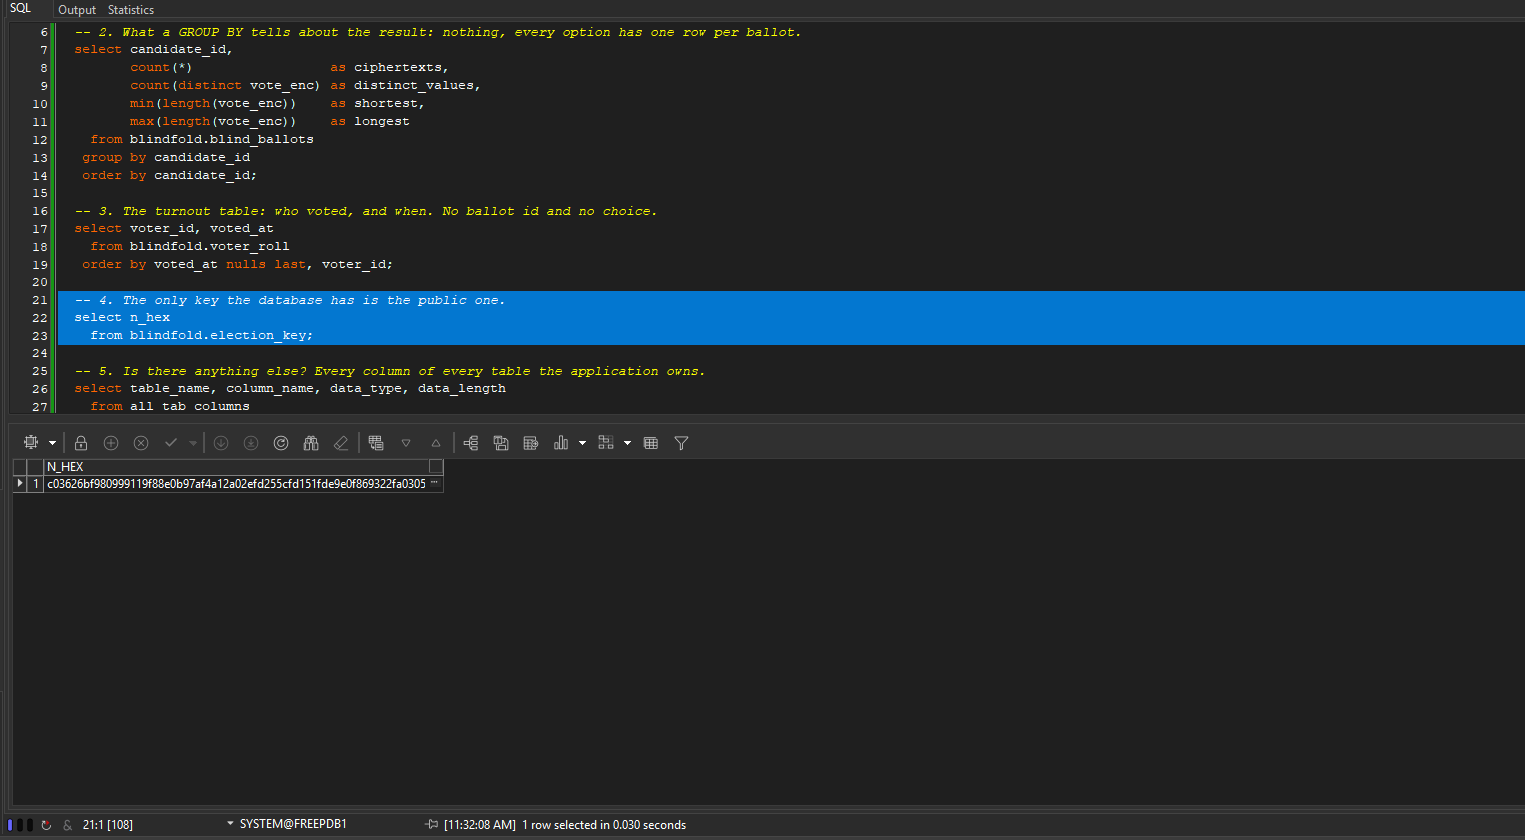 SQL Output Statistics
6 -- 2. What a GROUP BY tells about the result: nothing, every option has one row per ballot.
7 select candidate_id,
8 count(*) as ciphertexts,
9 count(distinct vote_enc) as distinct_values,
10 min(length(vote_enc)) as shortest,
11 max(length(vote_enc)) as longest
12 from blindfold.blind_ballots
13 group by candidate_id
14 order by candidate_id;
15
16 -- 3. The turnout table: who voted, and when. No ballot id and no choice.
17 select voter_id, voted_at
18 from blindfold.voter_roll
19 order by voted_at nulls last, voter_id;
20
21 -- 4. The only key the database has is the public one.
22 select n_hex
23 from blindfold.election_key;
24
25 -- 5. Is there anything else? Every column of every table the application owns.
26 select table_name, column_name, data_type, data_length
27 from all_tab_columns
N_HEX
1 c03626bf980999119f88e0b97af4a12a02efd255cfd151fde9e0f869322fa0305 ...
& 21:1 [108] SYSTEM@FREEPDB1 [11:32:08 AM] 1 row selected in 0.030 seconds